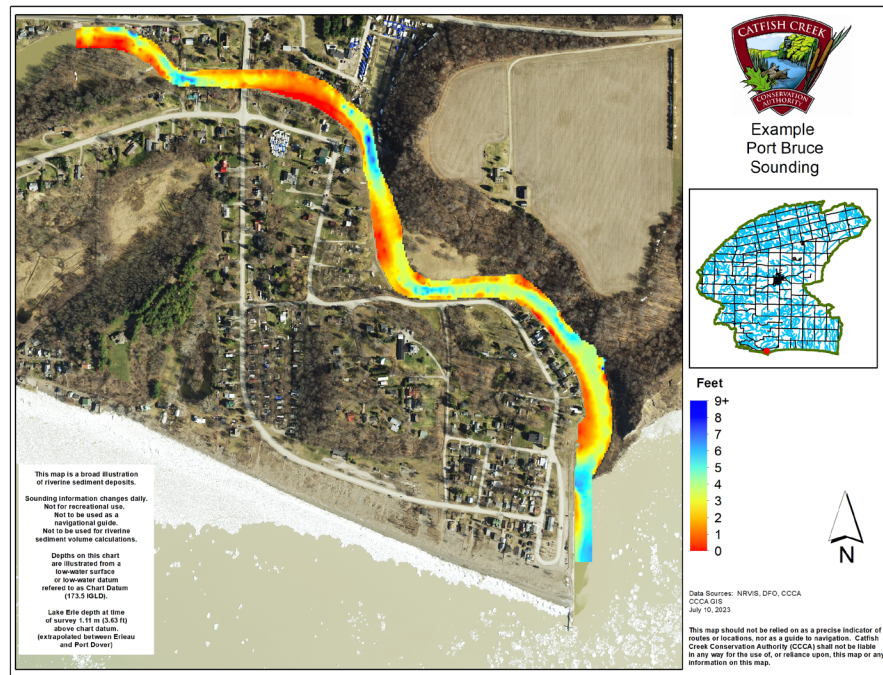 CATFISH CREEK
CONSERVATION
AUTHORITY
Example
Port Bruce
Sounding
Feet
9+
8
7
6
5
4
3
2
1
0
N
This map is a broad illustration
of riverine sediment deposits.
Sounding information changes daily.
Not for recreational use.
Not to be used as a
navigational guide.
Not to be used for riverine
sediment volume calculations.
Depths on this chart
are illustrated from a
low-water surface
or low-water datum
refered to as Chart Datum
(173.5 IGLD).
Lake Erie depth at time
of survey 1.11 m (3.63 ft)
above chart datum.
(extrapolated between Erieau
and Port Dover)
Data Sources: NRVIS, DFO, CCCA
CCCA GIS
July 10, 2023
This map should not be relied on as a precise indicator of
routes or locations, nor as a guide to navigation. Catfish
Creek Conservation Authority (CCCA) shall not be liable
in any way for the use of, or reliance upon, this map or any
information on this map.